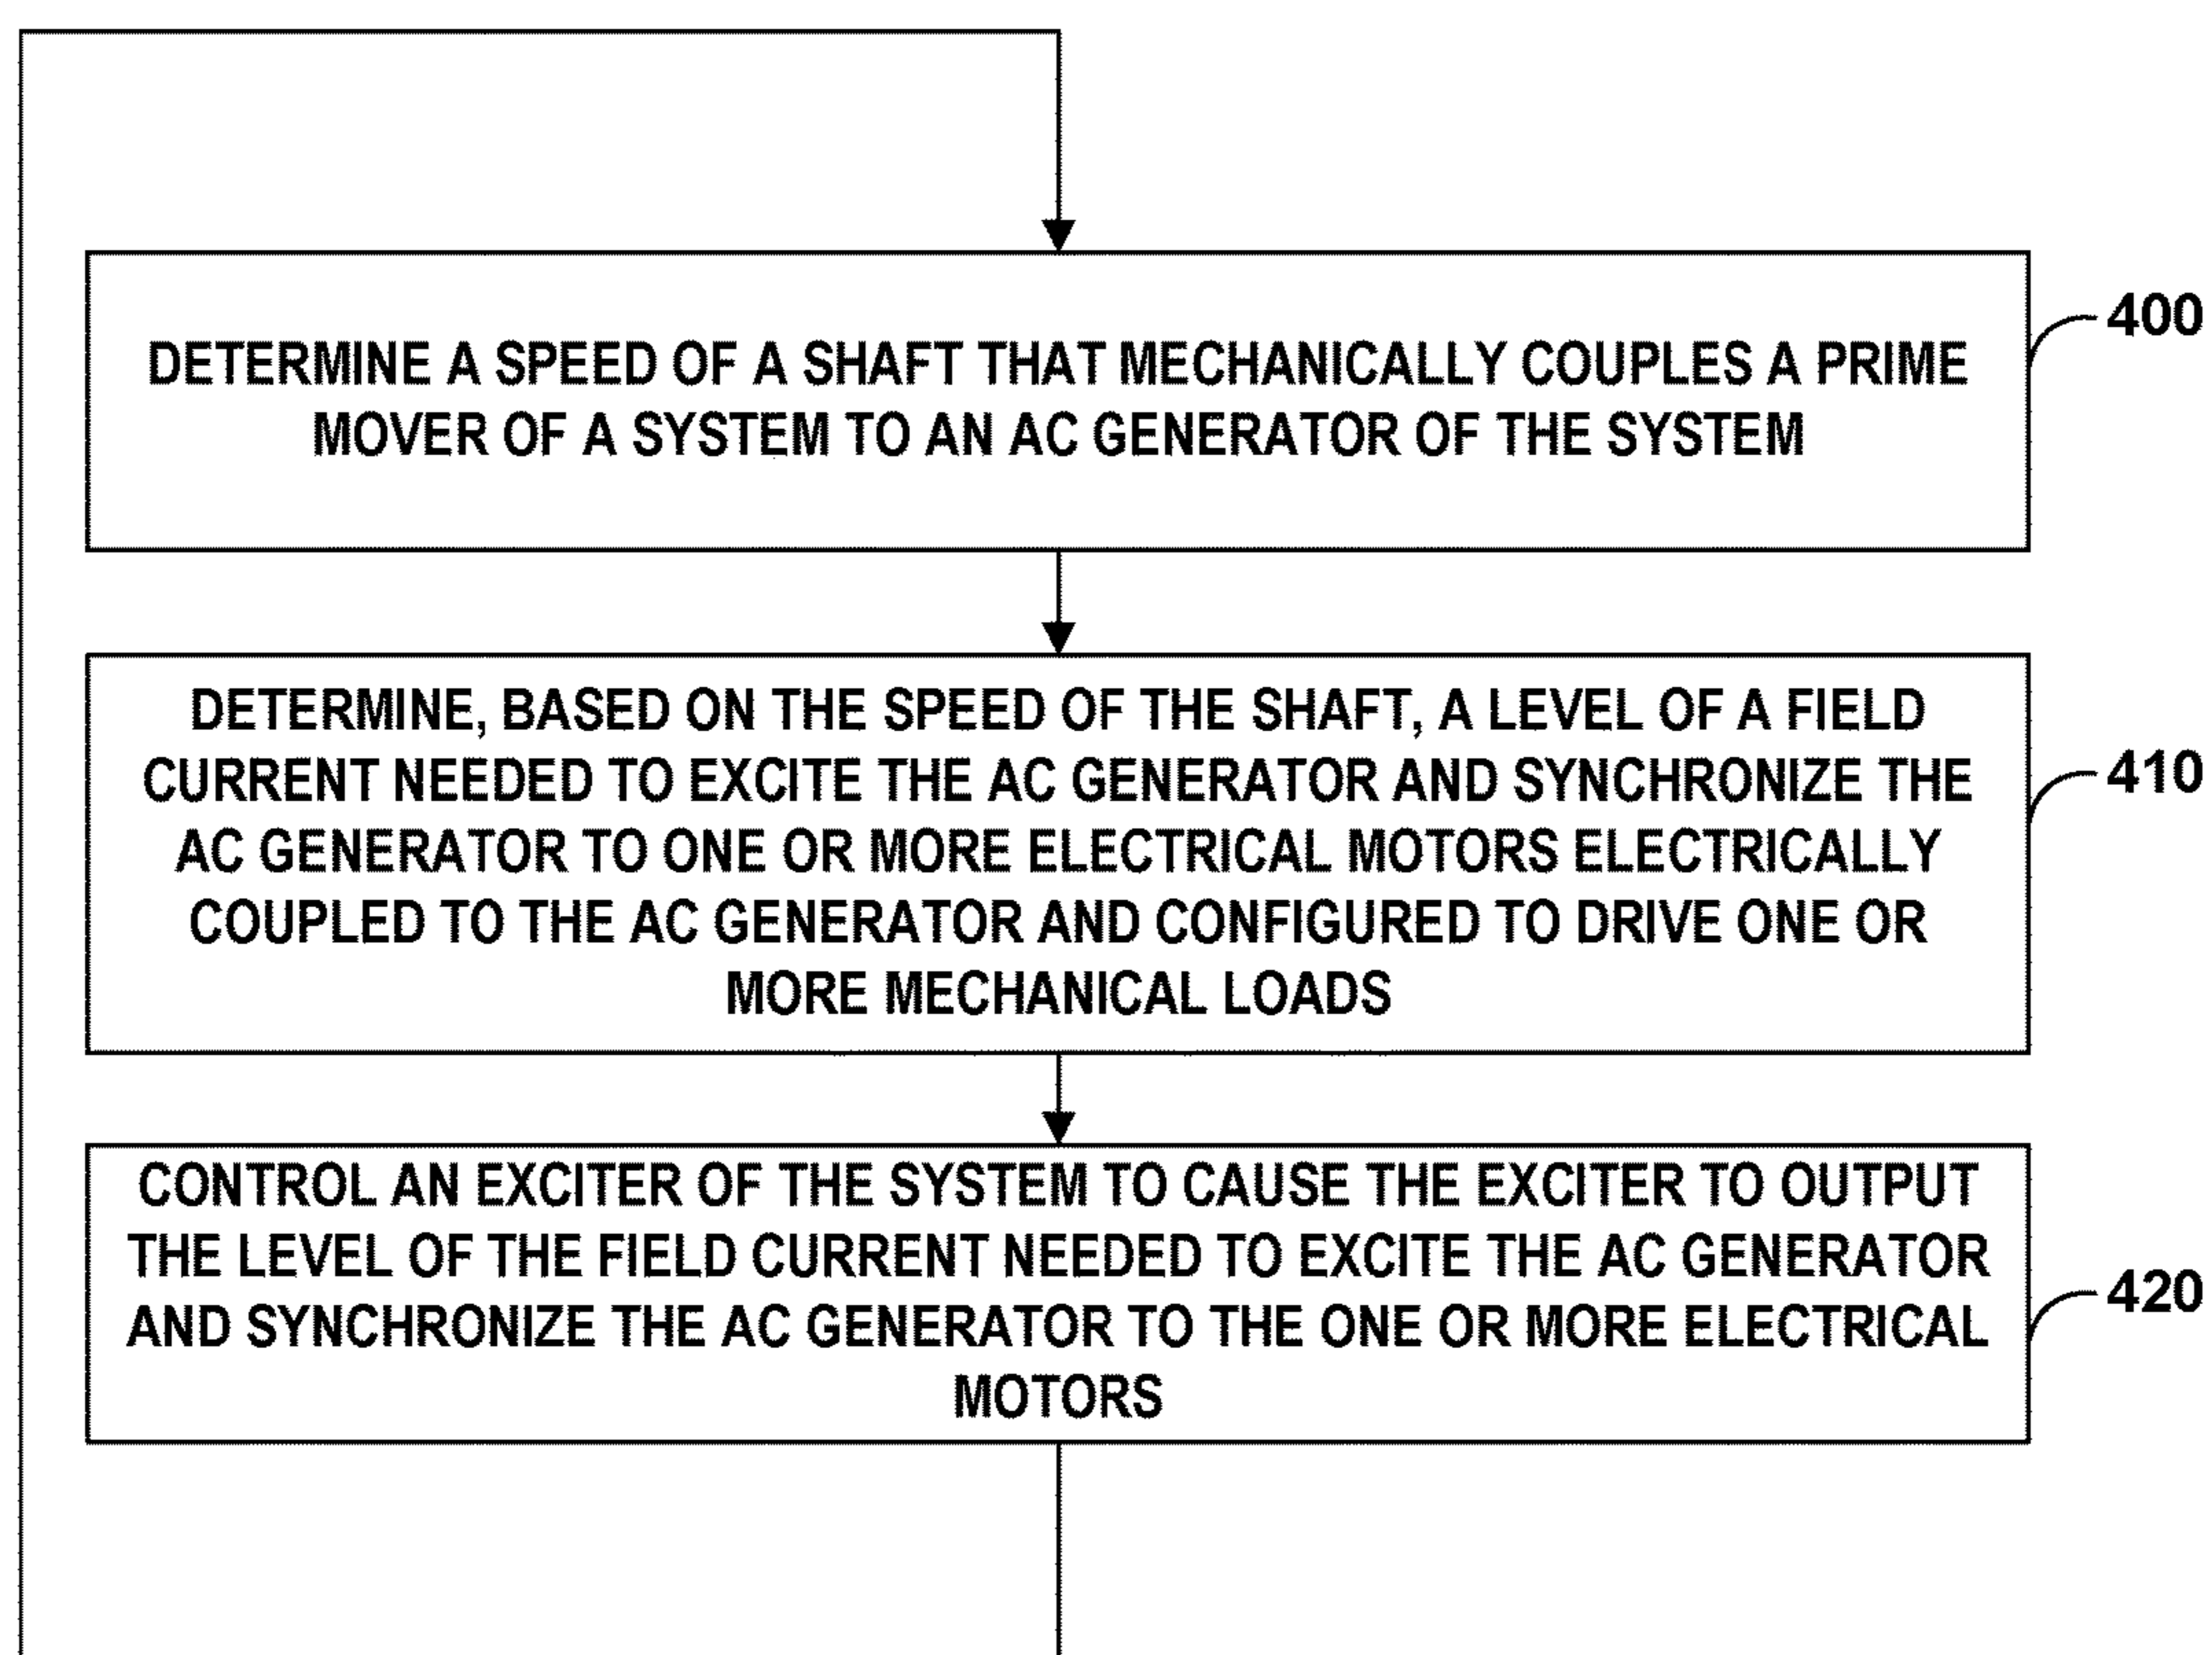 DETERMINE A SPEED OF A SHAFT THAT MECHANICALLY COUPLES A PRIME
MOVER OF A SYSTEM TO AN AC GENERATOR OF THE SYSTEM
400
DETERMINE, BASED ON THE SPEED OF THE SHAFT, A LEVEL OF A FIELD
CURRENT NEEDED TO EXCITE THE AC GENERATOR AND SYNCHRONIZE THE
AC GENERATOR TO ONE OR MORE ELECTRICAL MOTORS ELECTRICALLY
COUPLED TO THE AC GENERATOR AND CONFIGURED TO DRIVE ONE OR
MORE MECHANICAL LOADS
410
CONTROL AN EXCITER OF THE SYSTEM TO CAUSE THE EXCITER TO OUTPUT
THE LEVEL OF THE FIELD CURRENT NEEDED TO EXCITE THE AC GENERATOR
AND SYNCHRONIZE THE AC GENERATOR TO THE ONE OR MORE ELECTRICAL
MOTORS
420